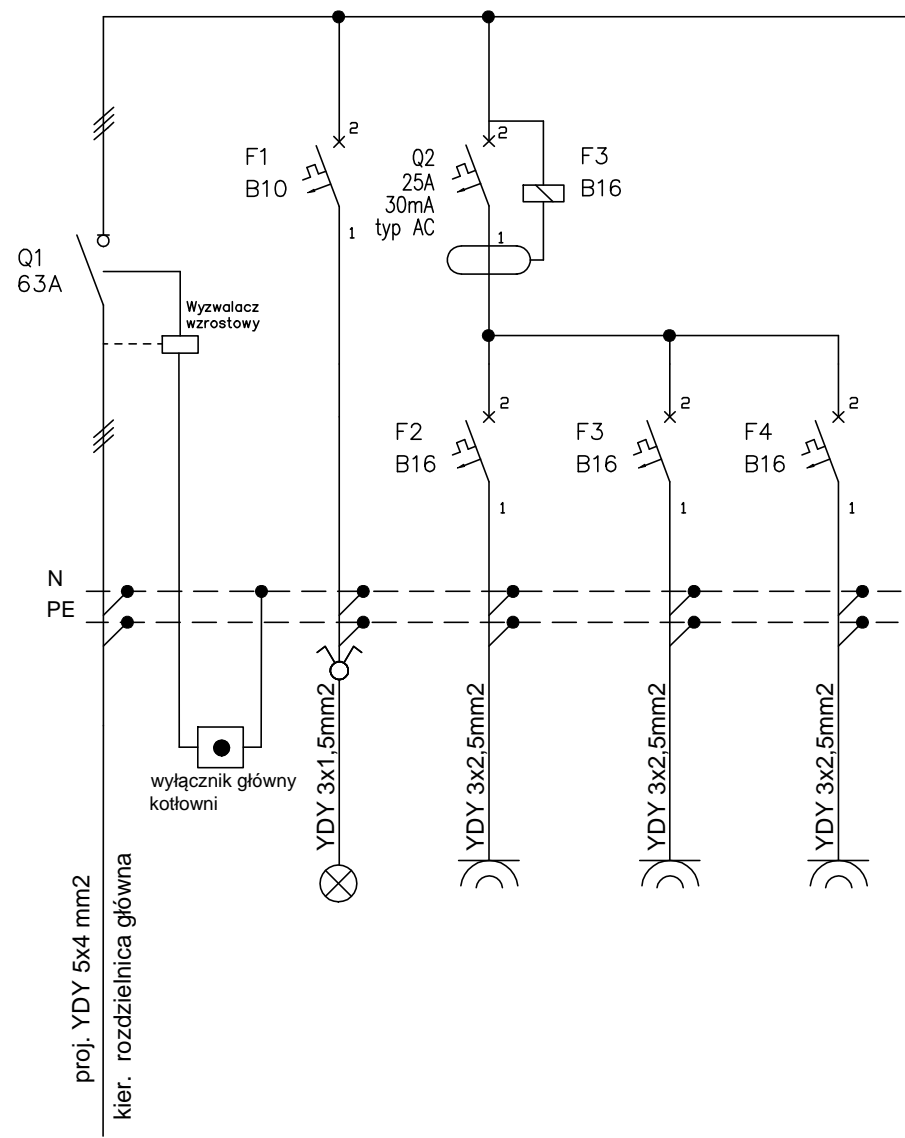 2
F1
B10
1
2
Q2
25A
30mA
typ AC
1
F3
B16
Q1
63A
Wyzwalacz
wzrostowy
2
F2
B16
1
2
F3
B16
1
2
F4
B16
1
N
PE
wyłącznik główny
kotłowni
YDY 3x1,5mm2
YDY 3x2,5mm2
YDY 3x2,5mm2
YDY 3x2,5mm2
proj. YDY 5x4 mm2
kier. rozdzielnica główna